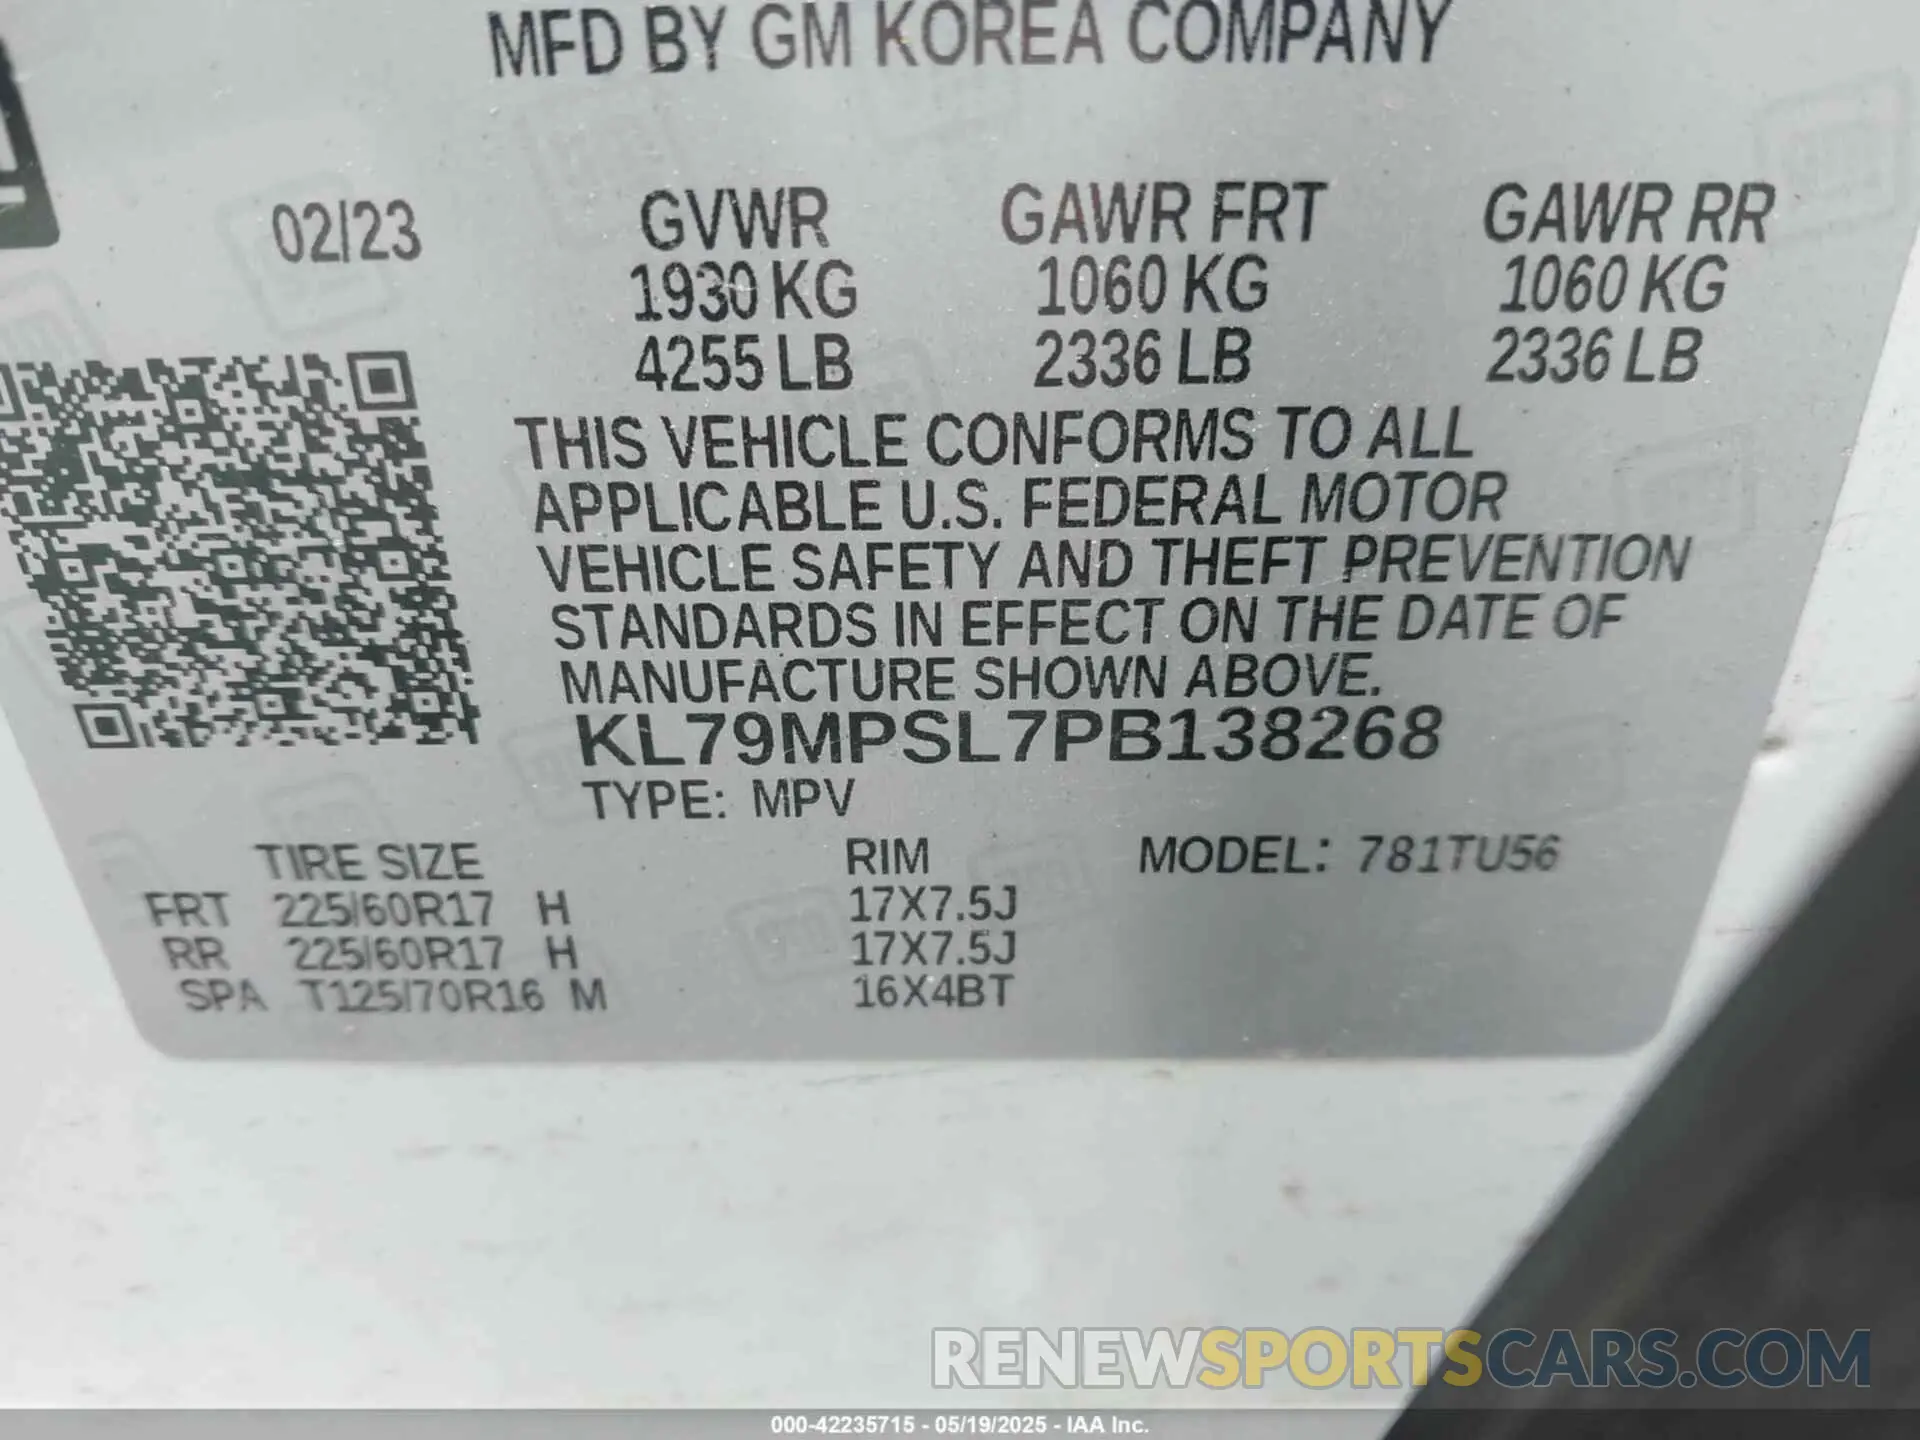 MFD BY GM KOREA COMPANY
02/23 GVWR GAWR FRT GAWR RR
1930 KG 1060 KG 1060 KG
4255 LB 2336 LB 2336 LB
THIS VEHICLE CONFORMS TO ALL
APPLICABLE U.S. FEDERAL MOTOR
VEHICLE SAFETY AND THEFT PREVENTION
STANDARDS IN EFFECT ON THE DATE OF
MANUFACTURE SHOWN ABOVE.
KL79MPSL7PB138268
TYPE: MPV
TIRE SIZE RIM MODEL: 781TU56
FRT 225/60R17 H 17X7.5J
RR 225/60R17 H 17X7.5J
SPA T125/70R16 M 16X4BT
RENEWSPORTSCARS.COM
000-42235715 - 05/19/2025 - IAA Inc.